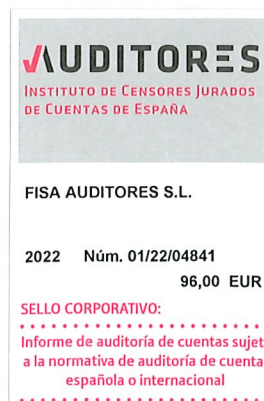 AUDITORES
INSTITUTO DE CENSORES JURADOS
DE CUENTAS DE ESPAÑA
FISA AUDITORES S.L.
2022 Núm. 01/22/04841
96,00 EUR
SELLO CORPORATIVO:
Informe de auditoría de cuentas sujet
a la normativa de auditoría de cuenta
española o internacional